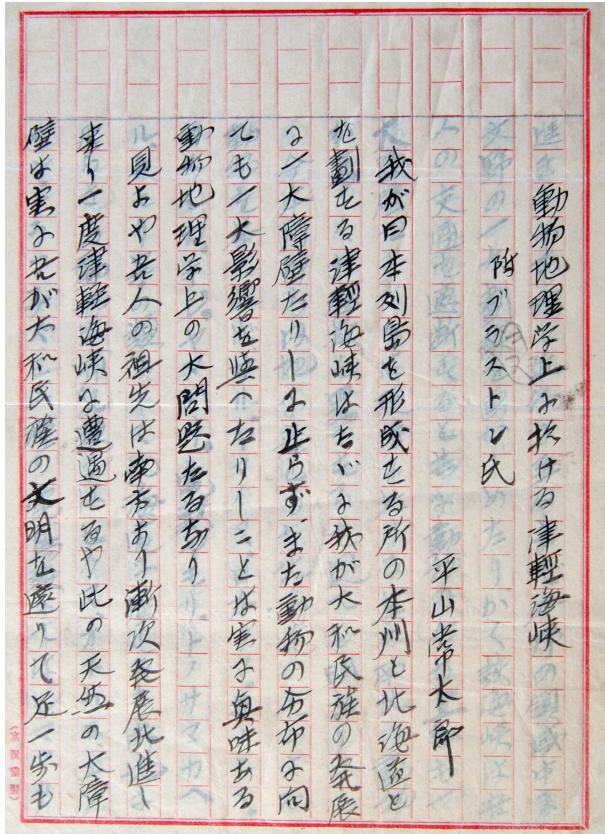 動物地理学上に於ける津軽海峡
附ブラストン氏
平山常太郎
我が日本列島を形成せる所の本州と北海道と
を劃せる津輕海峡はたゞに我が大和民族の発展
に一大障壁たりしに止らず、また動物の分布に向
ても一大影響を與へたりしことは実に興味ある
動物地理学上の大問題たるなり
見よや吾人の祖先は南方より漸次発展北進し
来り一度津輕海峡に遭遇せるや此の天然の大障
壁は実に吾が大和民族の文明を遮りて足一歩も